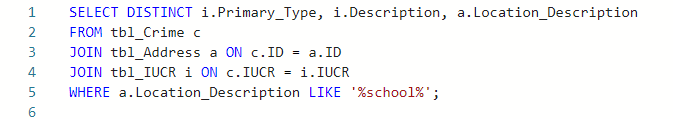 1 SELECT DISTINCT i.Primary_Type, i.Description, a.Location_Description
2 FROM tbl_Crime c
3 JOIN tbl_Address a ON c.ID = a.ID
4 JOIN tbl_IUCR i ON c.IUCR = i.IUCR
5 WHERE a.Location_Description LIKE '%school%';
6